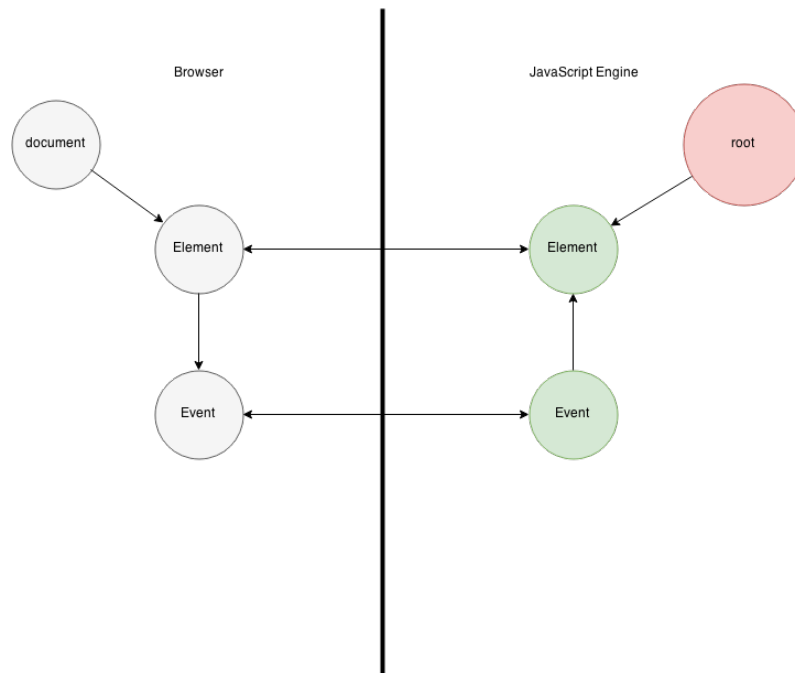 Browser
JavaScript Engine
document
root
Element
Element
Event
Event